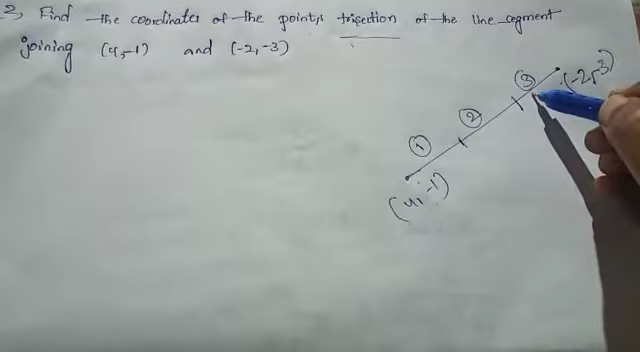 2, Find the coordinates of the points trisection of the line segment
joining (4,-1) and (-2,-3)
3
(-2,-3)
2
1
(4,-1)